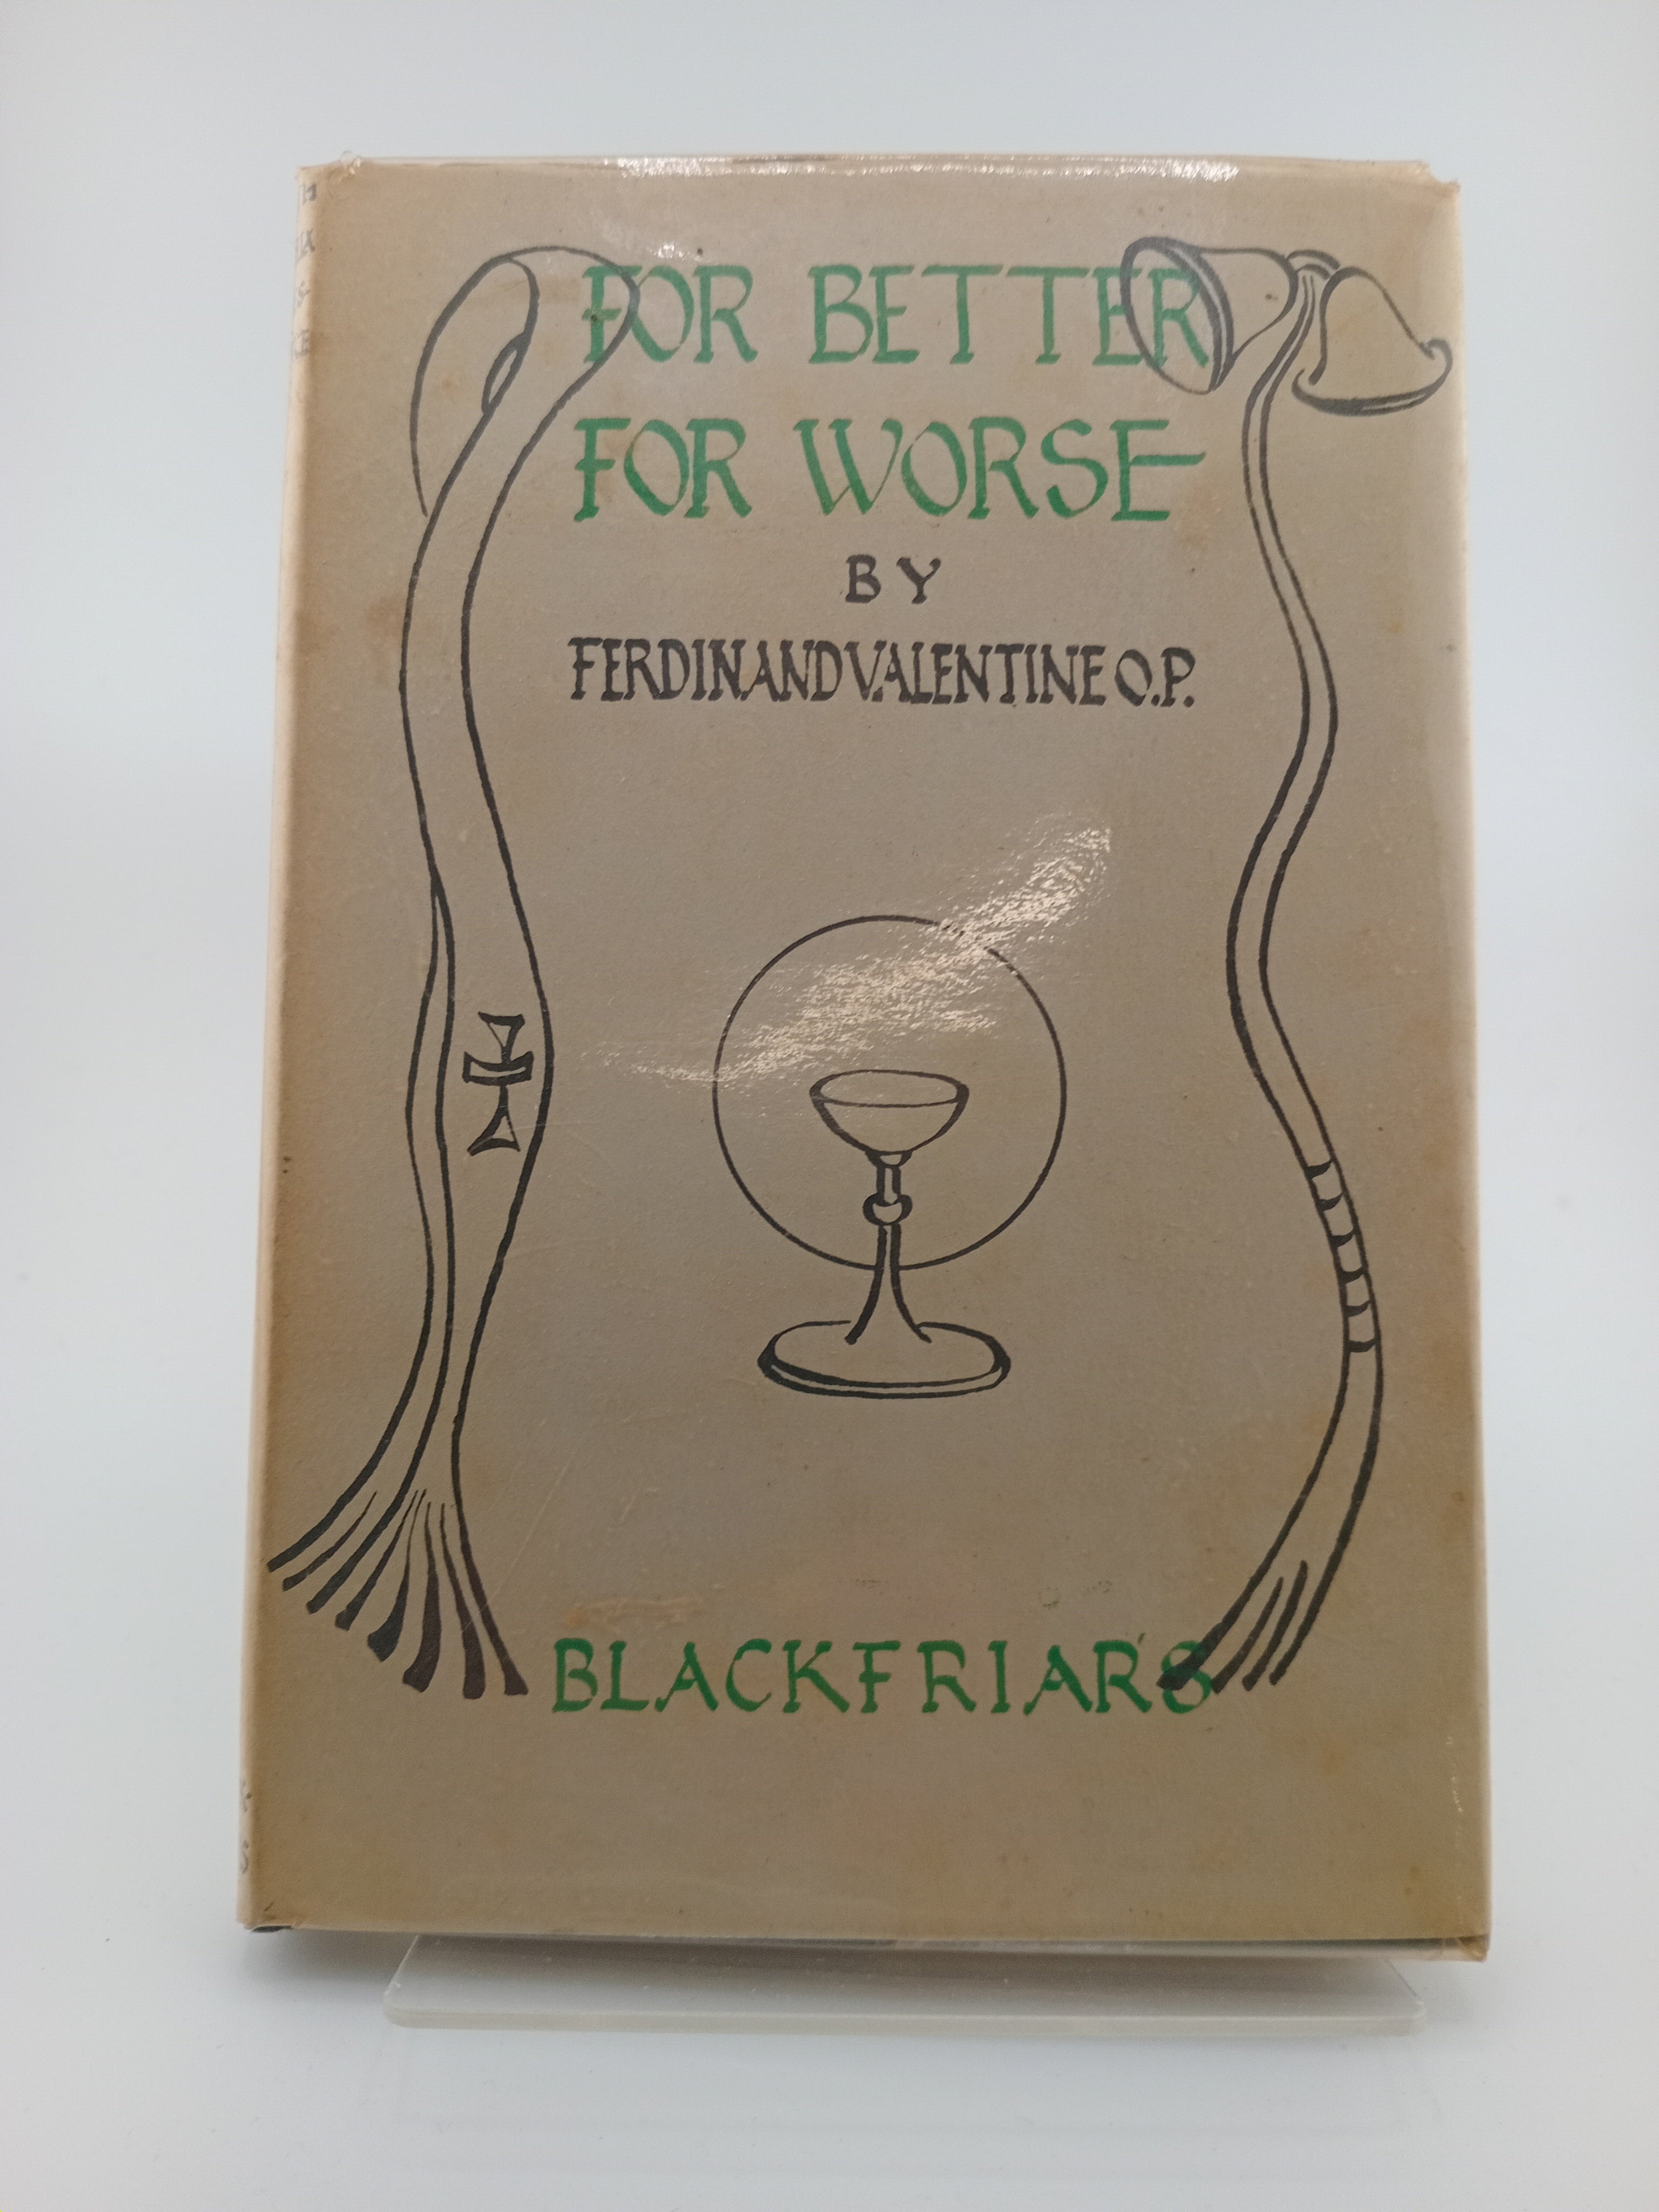 FOR BETTER
FOR WORSE
BY
FERDINAND VALENTINE O.P.
BLACKFRIARS